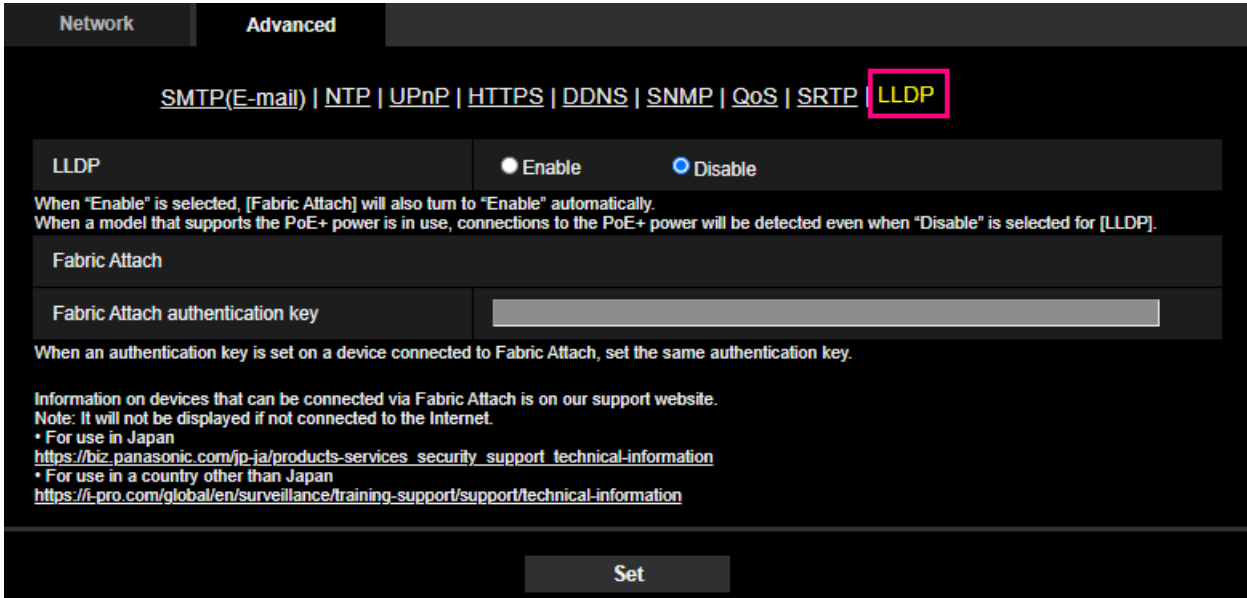 Network Advanced
SMTP(E-mail) | NTP | UPnP | HTTPS | DDNS | SNMP | QoS | SRTP | LLDP
LLDP Enable Disable
When “Enable” is selected, [Fabric Attach] will also turn to “Enable” automatically.
When a model that supports the PoE+ power is in use, connections to the PoE+ power will be detected even when “Disable” is selected for [LLDP].
Fabric Attach
Fabric Attach authentication key
When an authentication key is set on a device connected to Fabric Attach, set the same authentication key.
Information on devices that can be connected via Fabric Attach is on our support website.
Note: It will not be displayed if not connected to the Internet.
• For use in Japan
https://biz.panasonic.com/jp-ja/products-services_security_support_technical-information
• For use in a country other than Japan
https://i-pro.com/global/en/surveillance/training-support/support/technical-information
Set